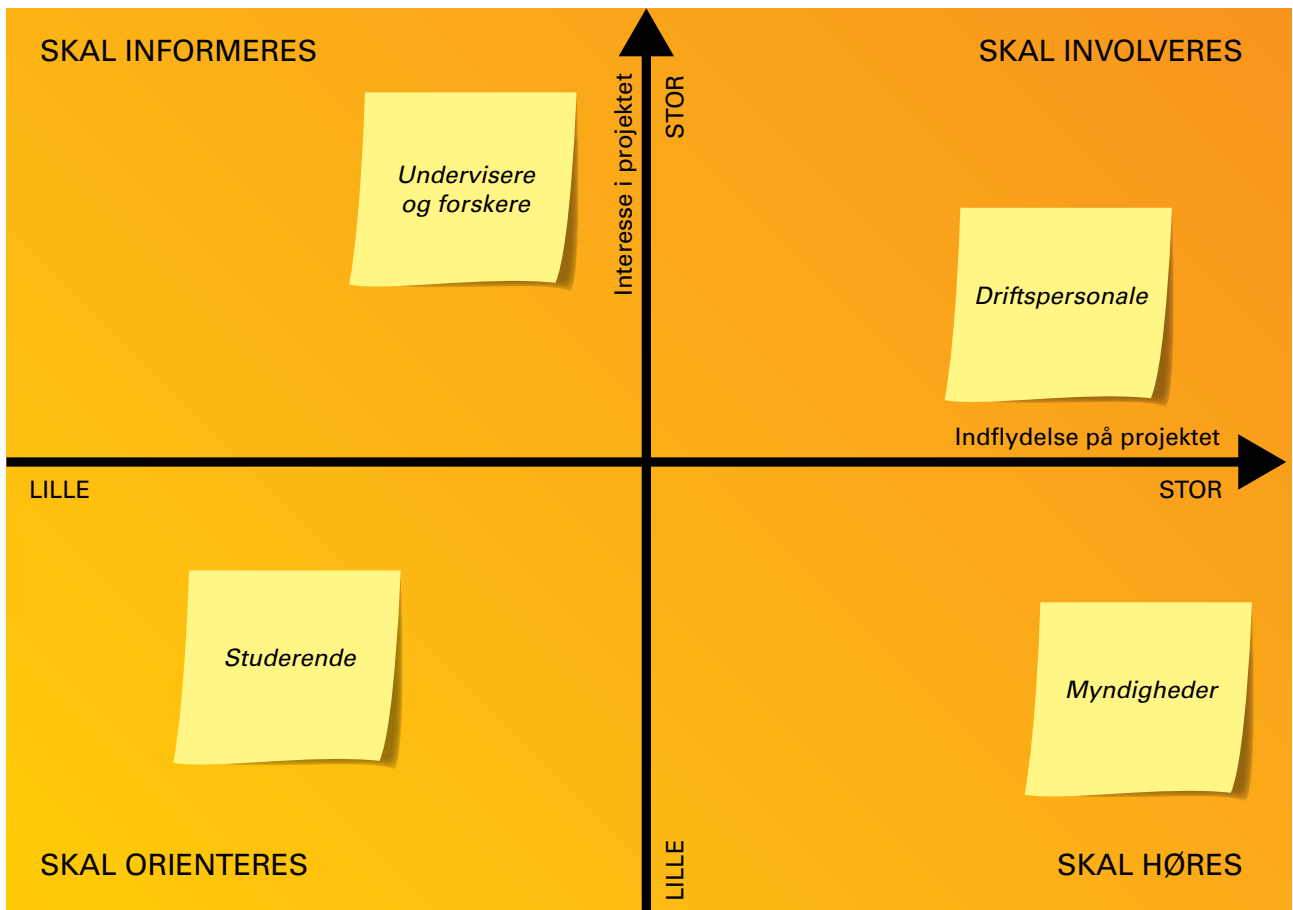 SKAL INFORMERES
SKAL INVOLVERES
Interesse i projektet
STOR
Undervisere
og forskere
Driftspersonale
Indflydelse på projektet
LILLE
STOR
Studerende
Myndigheder
SKAL ORIENTERES
LILLE
SKAL HØRES